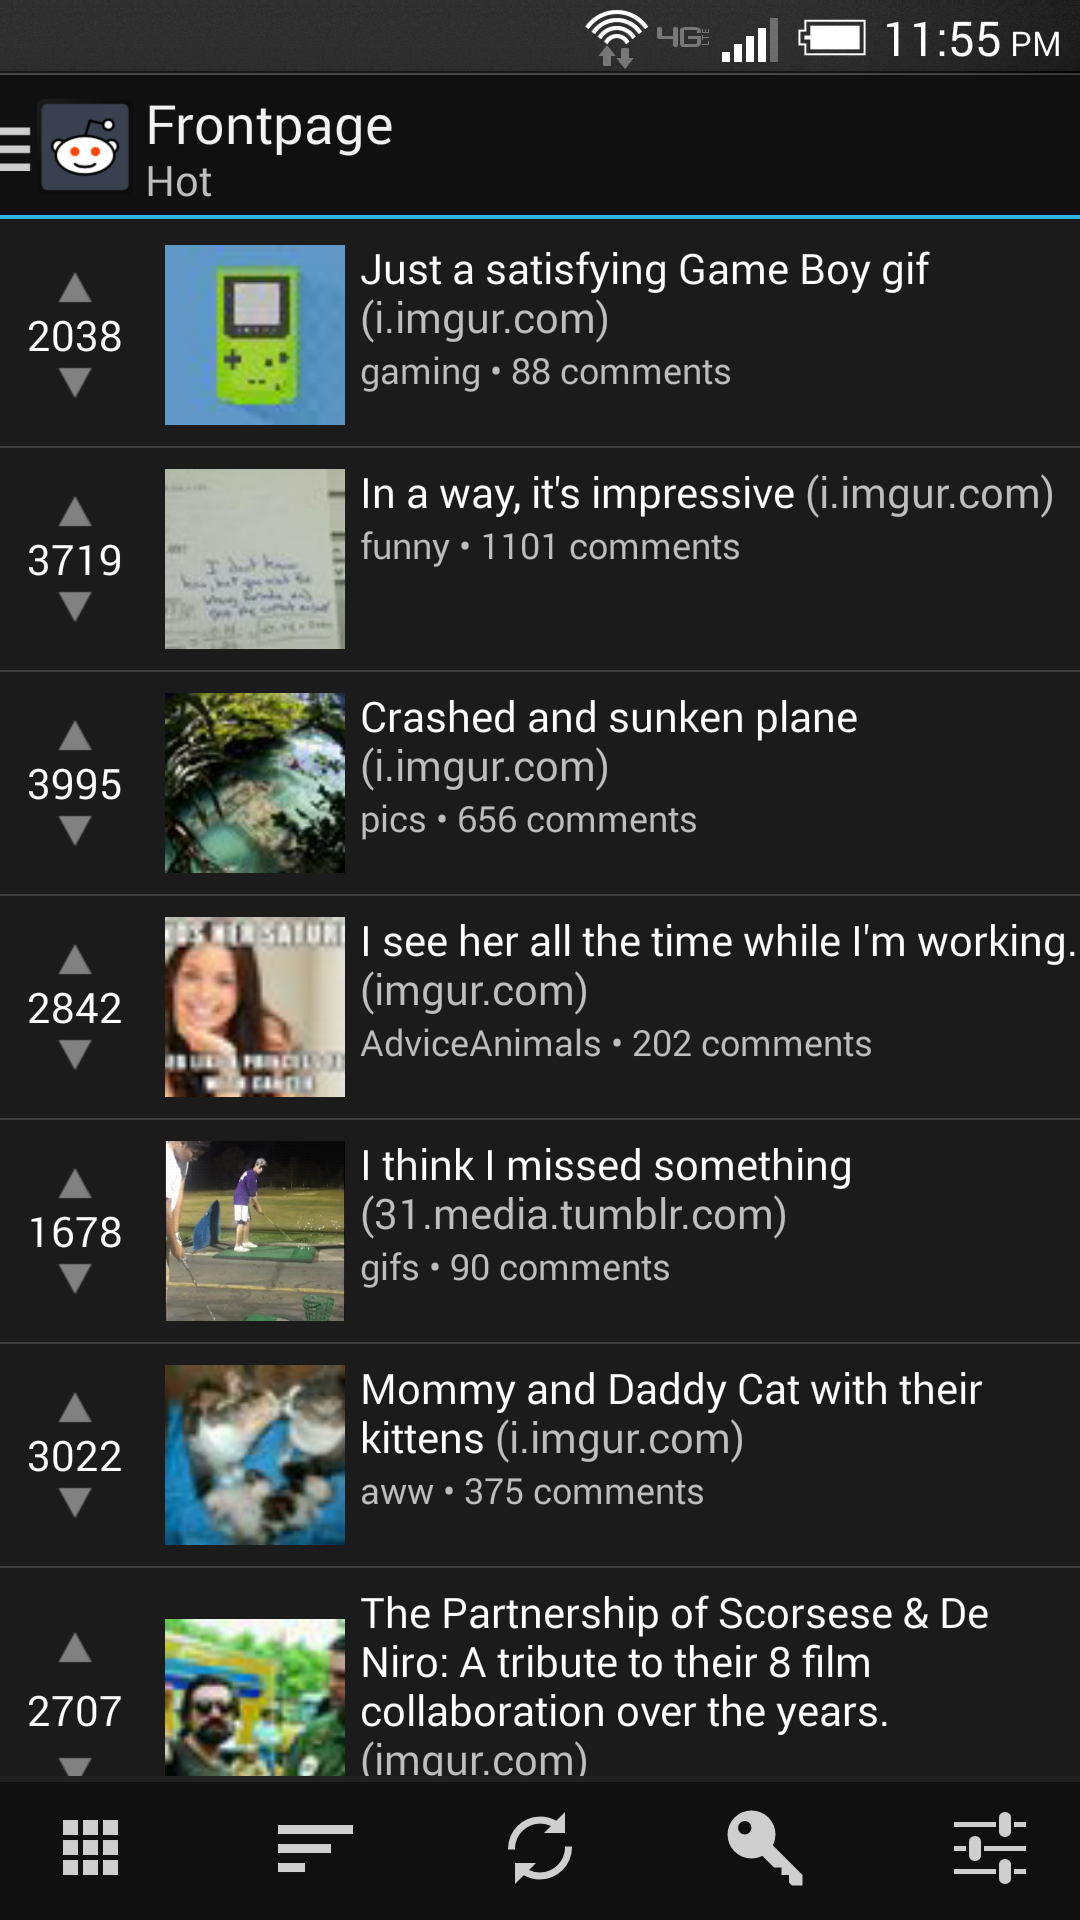 4G LTE 11:55 PM
Frontpage
Hot
Just a satisfying Game Boy gif
(i.imgur.com)
2038
gaming • 88 comments
In a way, it's impressive (i.imgur.com)
3719
funny • 1101 comments
Crashed and sunken plane
(i.imgur.com)
3995
pics • 656 comments
I see her all the time while I'm working.
(imgur.com)
2842
AdviceAnimals • 202 comments
I think I missed something
(31.media.tumblr.com)
1678
gifs • 90 comments
Mommy and Daddy Cat with their
kittens (i.imgur.com)
3022
aww • 375 comments
The Partnership of Scorsese & De
Niro: A tribute to their 8 film
2707
collaboration over the years.
(imgur.com)